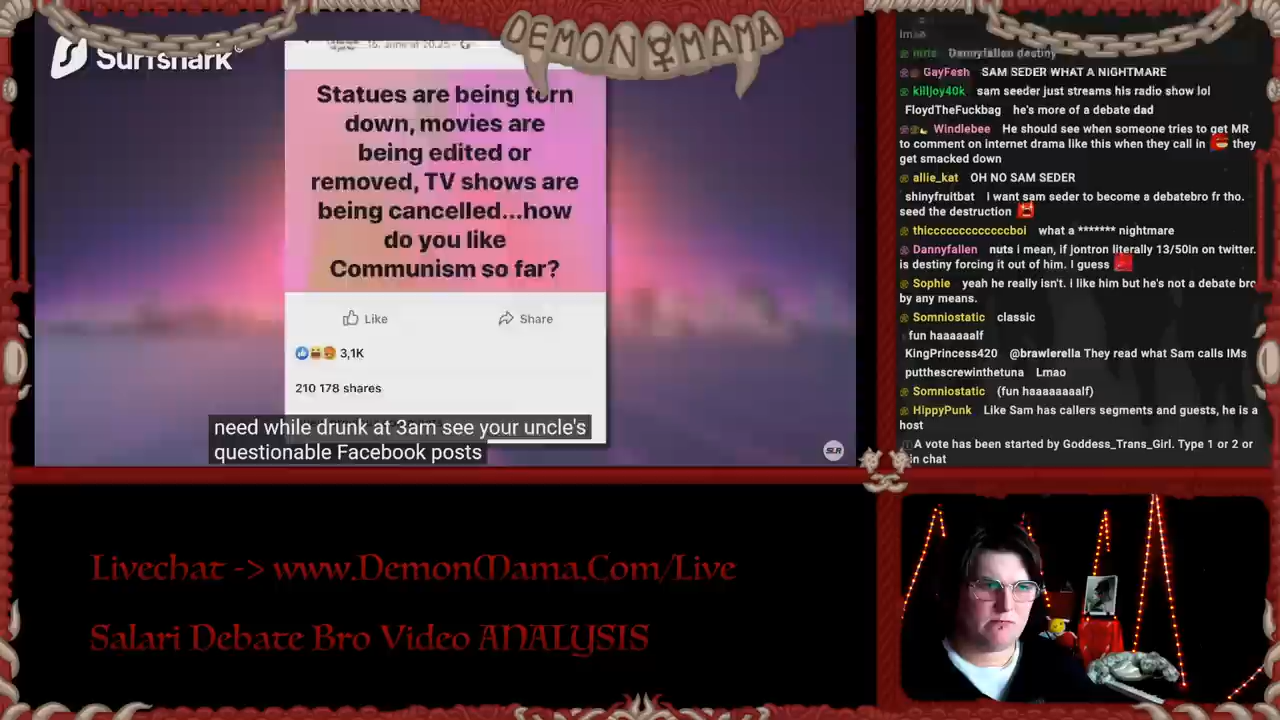 Surfshark
DEMON MAMA
Statues are being torn
down, movies are
being edited or
removed, TV shows are
being cancelled...how
do you like
Communism so far?
Like
Share
3,1K
210 178 shares
need while drunk at 3am see your uncle's
questionable Facebook posts
SLR
Livechat -> www.DemonMama.Com/Live
Salari Debate Bro Video ANALYSIS
lmao
Dannyfallen destiny
GayFesh SAM SEDER WHAT A NIGHTMARE
killjoy40k sam seeder just streams his radio show lol
FloydTheFuckbag he's more of a debate dad
Windlebee He should see when someone tries to get MR
to comment on internet drama like this when they call in they
get smacked down
allie_kat OH NO SAM SEDER
shinyfruitbat I want sam seder to become a debatebro fr tho.
seed the destruction
thicccccccccccccboi what a ******* nightmare
Dannyfallen nuts i mean, if jontron literally 13/50in on twitter.
is destiny forcing it out of him. I guess
Sophie yeah he really isn't. i like him but he's not a debate bro
by any means.
Somniostatic classic
fun haaaaalf
KingPrincess420 @brawlerella They read what Sam calls IMs
putthescrewinthetuna Lmao
Somniostatic (fun haaaaaaalf)
HippyPunk Like Sam has callers segments and guests, he is a
host
A vote has been started by Goddess_Trans_Girl. Type 1 or 2 or
in chat